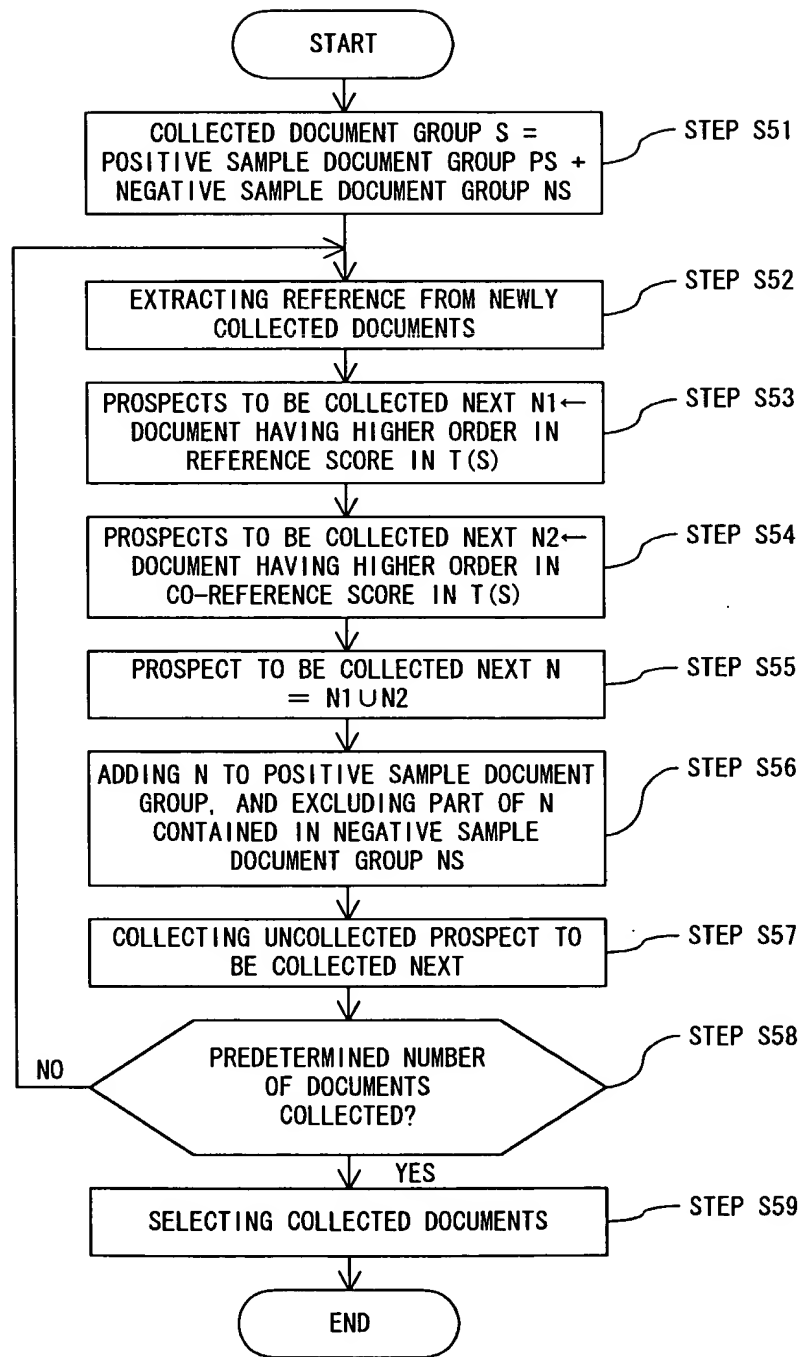 START
COLLECTED DOCUMENT GROUP S =
POSITIVE SAMPLE DOCUMENT GROUP PS +
NEGATIVE SAMPLE DOCUMENT GROUP NS
STEP S51
EXTRACTING REFERENCE FROM NEWLY
COLLECTED DOCUMENTS
STEP S52
PROSPECTS TO BE COLLECTED NEXT N1←
DOCUMENT HAVING HIGHER ORDER IN
REFERENCE SCORE IN T(S)
STEP S53
PROSPECTS TO BE COLLECTED NEXT N2←
DOCUMENT HAVING HIGHER ORDER IN
CO-REFERENCE SCORE IN T(S)
STEP S54
PROSPECT TO BE COLLECTED NEXT N
= N1∪N2
STEP S55
ADDING N TO POSITIVE SAMPLE DOCUMENT
GROUP, AND EXCLUDING PART OF N
CONTAINED IN NEGATIVE SAMPLE
DOCUMENT GROUP NS
STEP S56
COLLECTING UNCOLLECTED PROSPECT TO
BE COLLECTED NEXT
STEP S57
PREDETERMINED NUMBER
OF DOCUMENTS
COLLECTED?
STEP S58
NO
YES
SELECTING COLLECTED DOCUMENTS
STEP S59
END